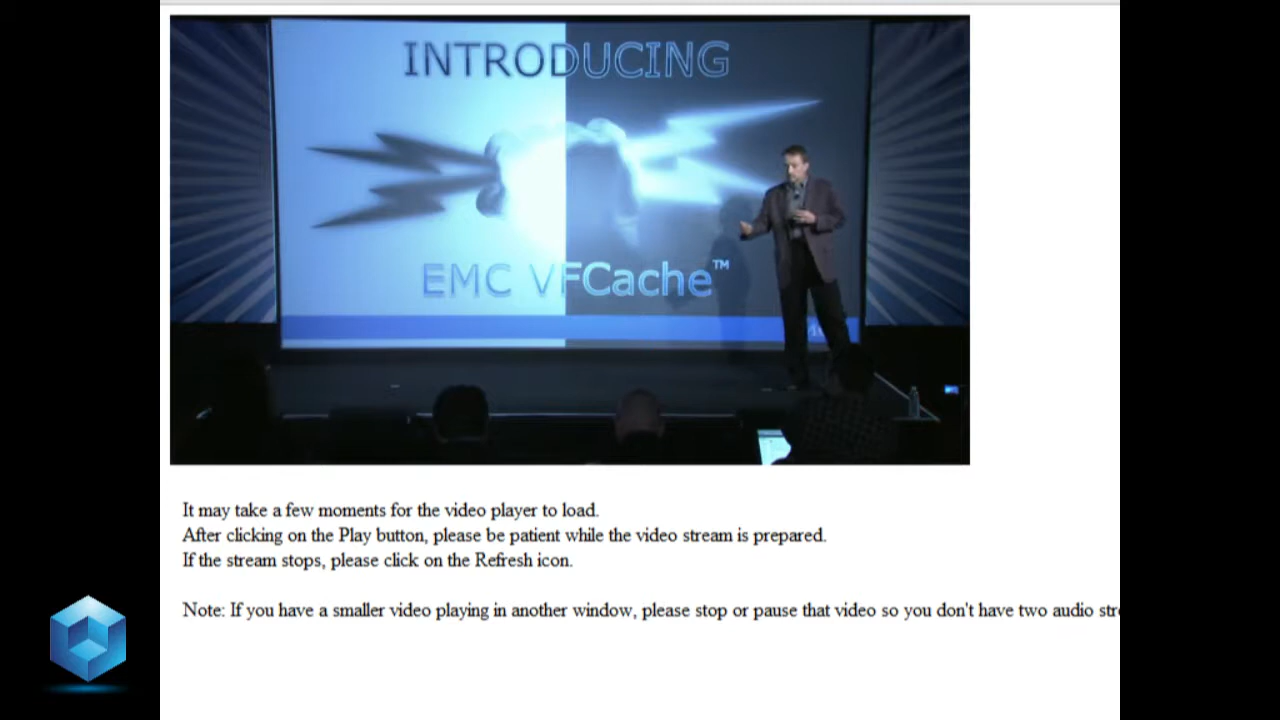 INTRODUCING
EMC VFCache™
It may take a few moments for the video player to load.
After clicking on the Play button, please be patient while the video stream is prepared.
If the stream stops, please click on the Refresh icon.
Note: If you have a smaller video playing in another window, please stop or pause that video so you don't have two audio str